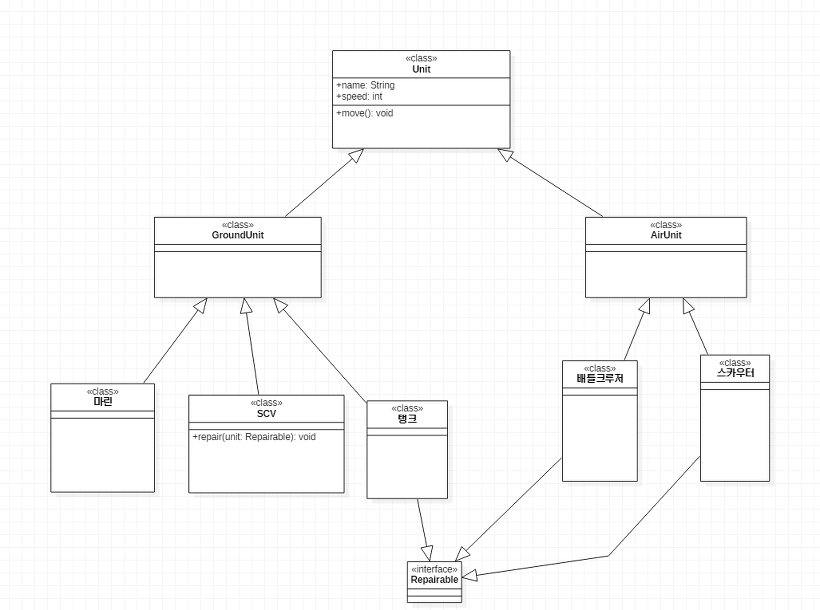 «class»
Unit
+name: String
+speed: int
+move(): void
«class»
GroundUnit
«class»
AirUnit
«class»
마린
«class»
SCV
+repair(unit: Repairable): void
«class»
탱크
«class»
배틀크루저
«class»
스카우터
«interface»
Repairable